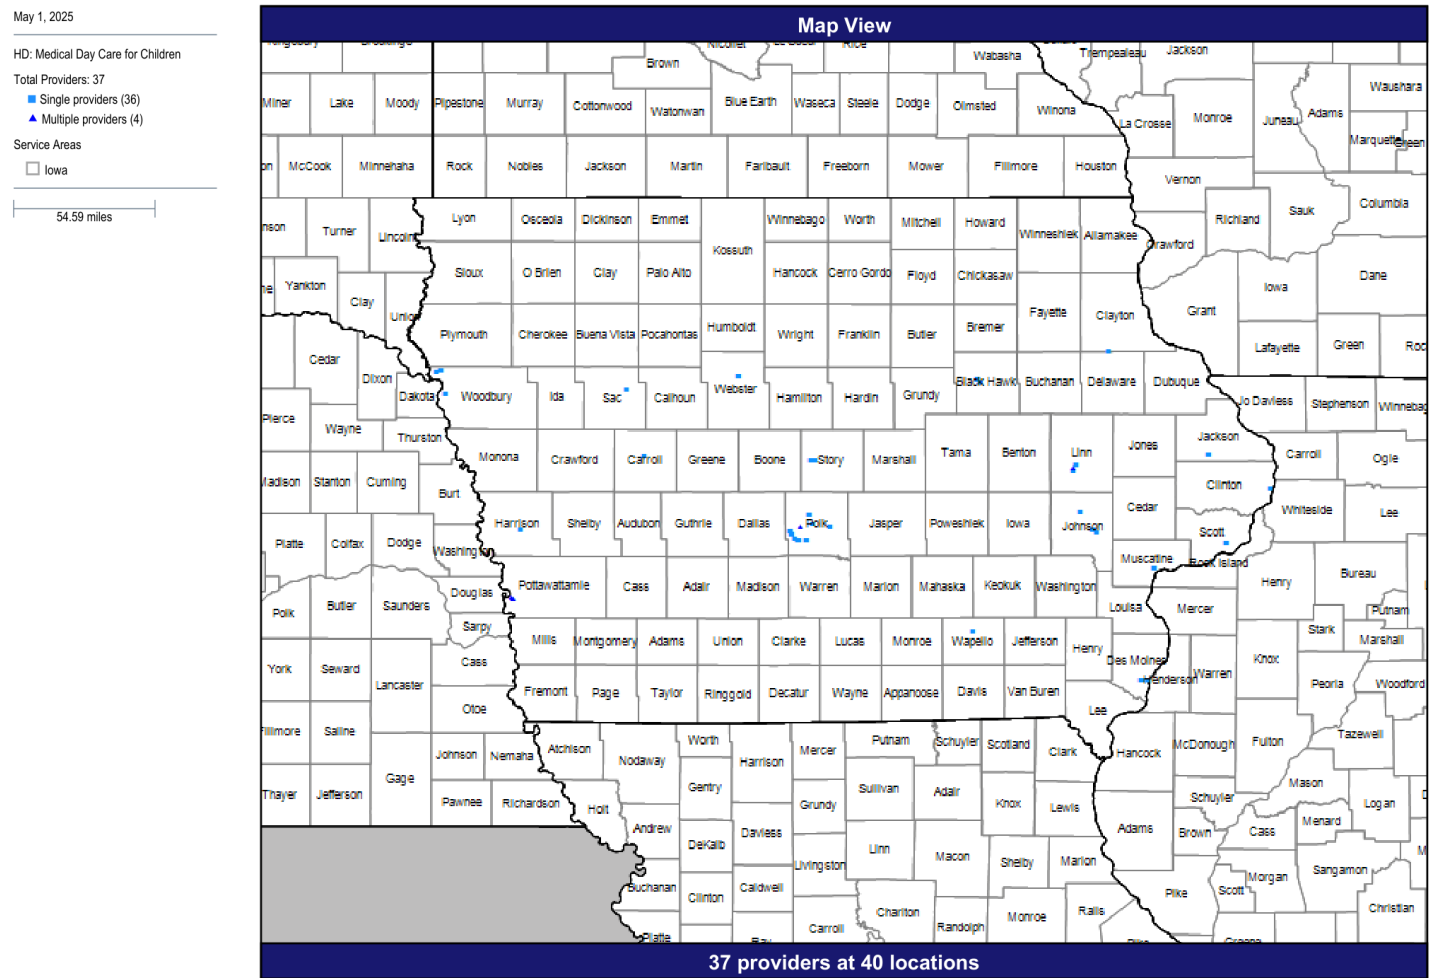 May 1, 2025
HD: Medical Day Care for Children
Total Providers: 37
Single providers (36)
Multiple providers (4)
Service Areas
Iowa
54.59 miles
Map View
Brown Wabasha Trempealeau Jackson
Miner Lake Moody Pipestone Murray Cottonwood Watonwan Blue Earth Waseca Steele Dodge Olmsted Winona La Crosse Monroe Juneau Adams Waushara
Marquette
McCook Minnehaha Rock Nobles Jackson Martin Faribault Freeborn Mower Fillmore Houston Vernon
Turner Lincoln Lyon Osceola Dickinson Emmet Kossuth Winnebago Worth Mitchell Howard Winneshiek Allamakee Crawford Richland Sauk Columbia
Yankton Clay Union Sioux O Brien Clay Palo Alto Hancock Cerro Gordo Floyd Chickasaw Fayette Clayton Grant Iowa Dane
Cedar Dixon Plymouth Cherokee Buena Vista Pocahontas Humboldt Wright Franklin Butler Bremer Lafayette Green
Pierce Wayne Dakota Woodbury Ida Sac Calhoun Webster Hamilton Hardin Grundy Black Hawk Buchanan Delaware Dubuque Jo Daviess Stephenson
Thurston Monona Crawford Carroll Greene Boone Story Marshall Tama Benton Linn Jones Jackson Carroll Ogle
Madison Stanton Cuming Burt Clinton Whiteside Lee
Platte Colfax Dodge Washington Harrison Shelby Audubon Guthrie Dallas Polk Jasper Poweshiek Iowa Johnson Cedar Scott
Muscatine Rock Island Henry Bureau
Polk Butler Saunders Douglas Sarpy Pottawattamie Cass Adair Madison Warren Marion Mahaska Keokuk Washington Louisa Mercer Putnam
Stark Marshall
York Seward Lancaster Cass Mills Montgomery Adams Union Clarke Lucas Monroe Wapello Jefferson Henry Des Moines Henderson Warren Knox Peoria Woodford
Otoe Fremont Page Taylor Ringgold Decatur Wayne Appanoose Davis Van Buren Lee
Fillmore Saline Johnson Nemaha Atchison Nodaway Worth Harrison Mercer Putnam Schuyler Scotland Clark Hancock McDonough Fulton Tazewell
Thayer Jefferson Gage Pawnee Richardson Holt Gentry Grundy Sullivan Adair Knox Lewis Schuyler Mason Logan
Andrew DeKalb Daviess Livingston Linn Macon Shelby Marion Adams Brown Cass Menard
Buchanan Clinton Caldwell Carroll Chariton Randolph Monroe Ralls Pike Scott Morgan Sangamon Christian
Platte
37 providers at 40 locations